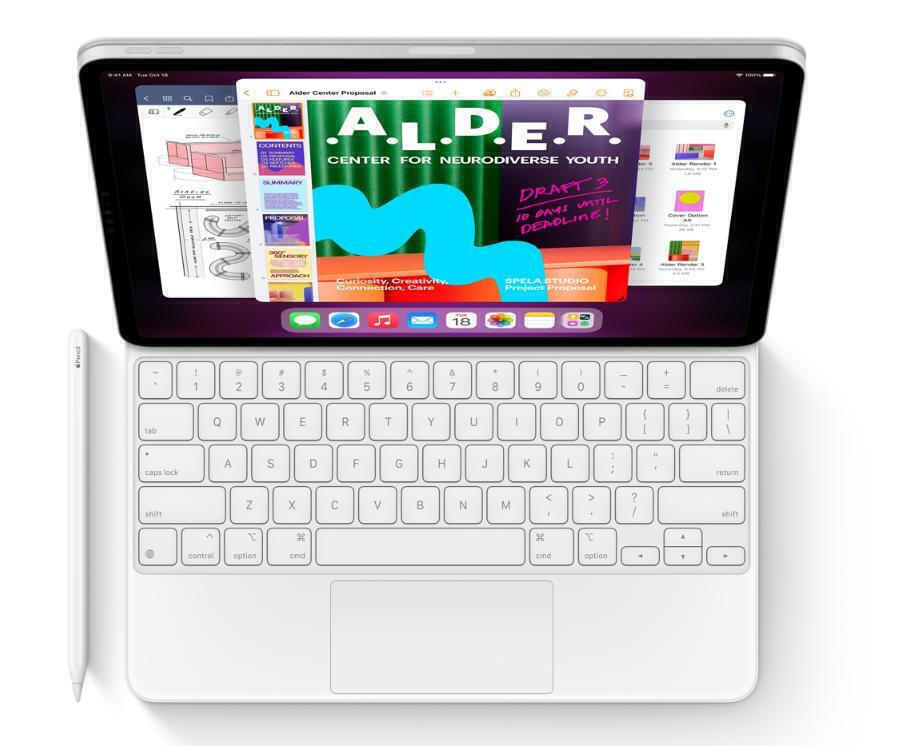 9:41 AM Tue Oct 18
100%
Alder Center Proposal
A.L.D.E.R.
CENTER FOR NEURODIVERSE YOUTH
DRAFT 3
10 DAYS UNTIL
DEADLINE!
Curiosity, Creativity,
Connection, Care
SPELA STUDIO
Project Proposal
ALDER
CONTENTS
SUMMARY
PROPOSAL
360°
SENSORY
APPROACH
Alder Render 1
Cover Option
Alder Render 3
TUE
18
Pencil
~ ! @ # $ % ^ & * ( ) _ +
` 1 2 3 4 5 6 7 8 9 0 - = delete
tab Q W E R T Y U I O P { [ } ] | \
caps lock A S D F G H J K L : ; " ' return
shift Z X C V B N M < , > . ? / shift
control option cmd cmd option